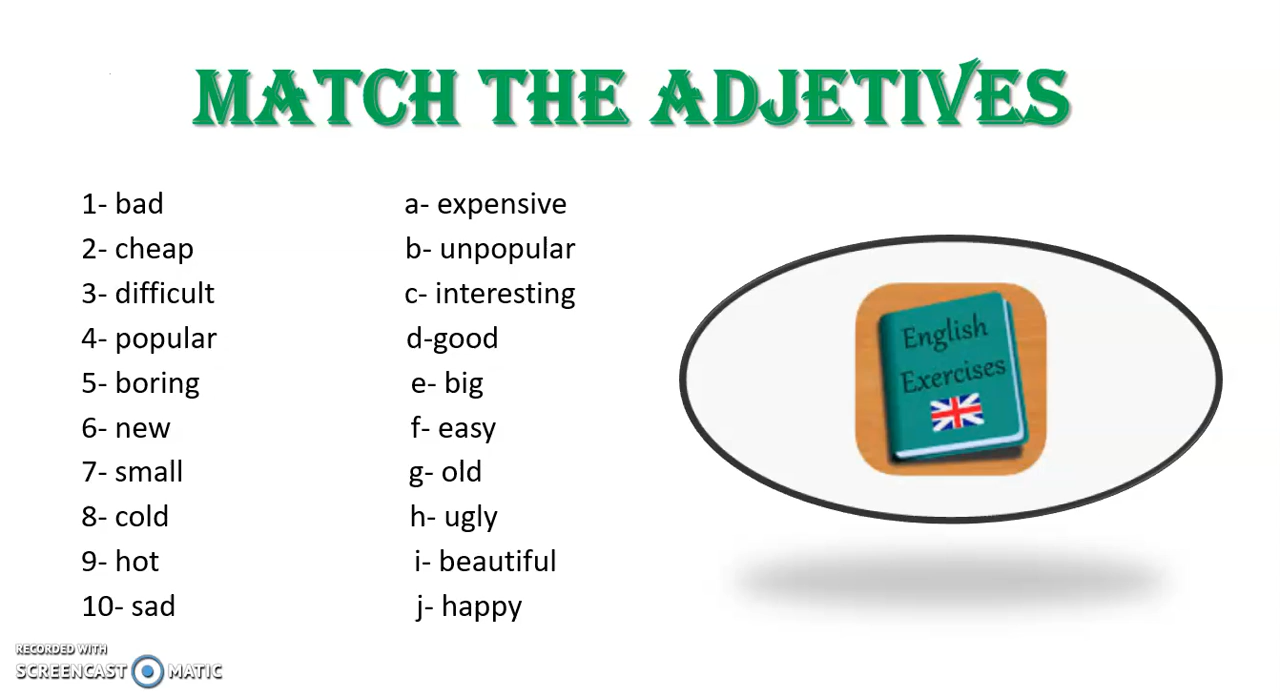 MATCH THE ADJETIVES
1- bad
2- cheap
3- difficult
4- popular
5- boring
6- new
7- small
8- cold
9- hot
10- sad
a- expensive
b- unpopular
c- interesting
d-good
e- big
f- easy
g- old
h- ugly
i- beautiful
j- happy
English
Exercises
RECORDED WITH
SCREENCAST MATIC